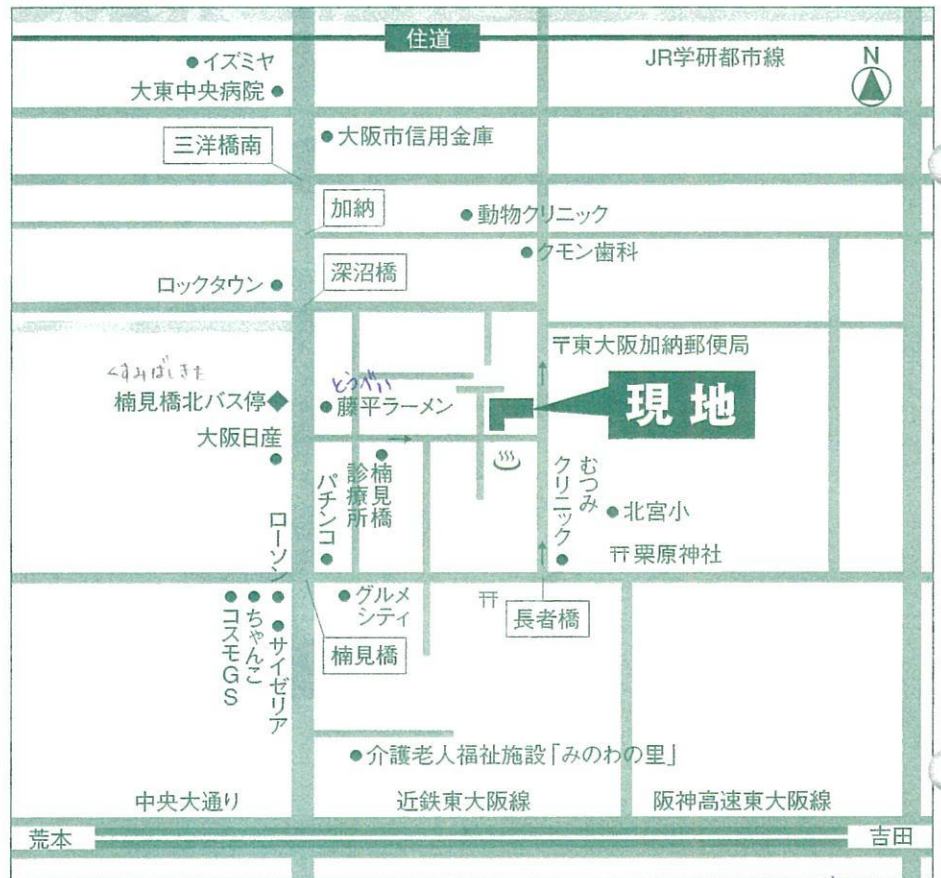 住道
イズミヤ
JR学研都市線
N
大東中央病院
大阪市信用金庫
三洋橋南
加納
動物クリニック
クモン歯科
深沼橋
ロックタウン
〒東大阪加納郵便局
くすみばしきた
楠見橋北バス停
とうべい
藤平ラーメン
現地
大阪日産
楠見橋
診療所
パチンコ
むつみ
クリニック
北宮小
栗原神社
ローソン
グルメ
シティ
長者橋
楠見橋
サイゼリア
ちゃんこ
コスモGS
介護老人福祉施設「みのわの里」
中央大通り
近鉄東大阪線
阪神高速東大阪線
荒本
吉田